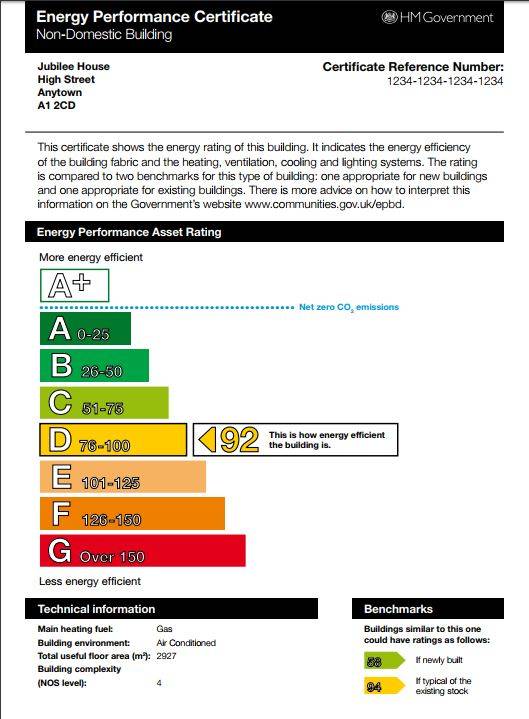 Energy Performance Certificate
Non-Domestic Building
HM Government
Jubilee House
High Street
Anytown
A1 2CD
Certificate Reference Number:
1234-1234-1234-1234
This certificate shows the energy rating of this building. It indicates the energy efficiency
of the building fabric and the heating, ventilation, cooling and lighting systems. The rating
is compared to two benchmarks for this type of building: one appropriate for new buildings
and one appropriate for existing buildings. There is more advice on how to interpret this
information on the Government's website www.communities.gov.uk/epbd.
Energy Performance Asset Rating
More energy efficient
A+
Net zero CO₂ emissions
A 0-25
B 26-50
C 51-75
D 76-100
92 This is how energy efficient
the building is.
E 101-125
F 126-150
G Over 150
Less energy efficient
Technical information
Main heating fuel: Gas
Building environment: Air Conditioned
Total useful floor area (m²): 2927
Building complexity
(NOS level): 4
Benchmarks
Buildings similar to this one
could have ratings as follows:
58 If newly built
94 If typical of the
existing stock